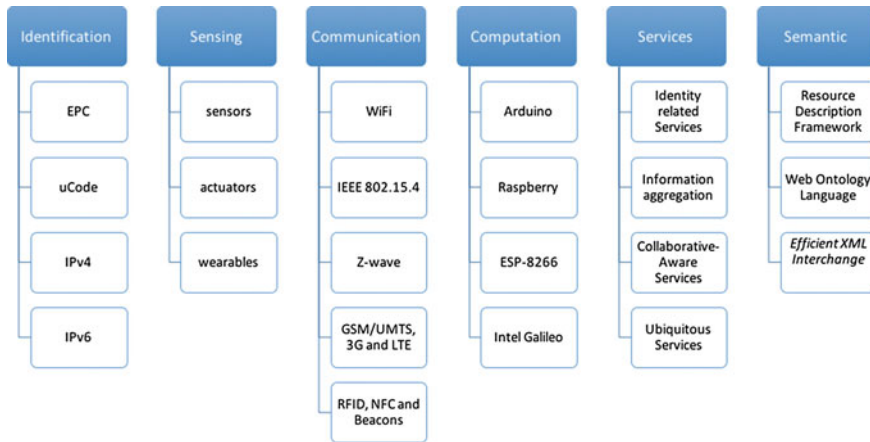 Identification
EPC
uCode
IPv4
IPv6
Sensing
sensors
actuators
wearables
Communication
WiFi
IEEE 802.15.4
Z-wave
GSM/UMTS,
3G and LTE
RFID, NFC and
Beacons
Computation
Arduino
Raspberry
ESP-8266
Intel Galileo
Services
Identity
related
Services
Information
aggregation
Collaborative-
Aware
Services
Ubiquitous
Services
Semantic
Resource
Description
Framework
Web Ontology
Language
Efficient XML
Interchange